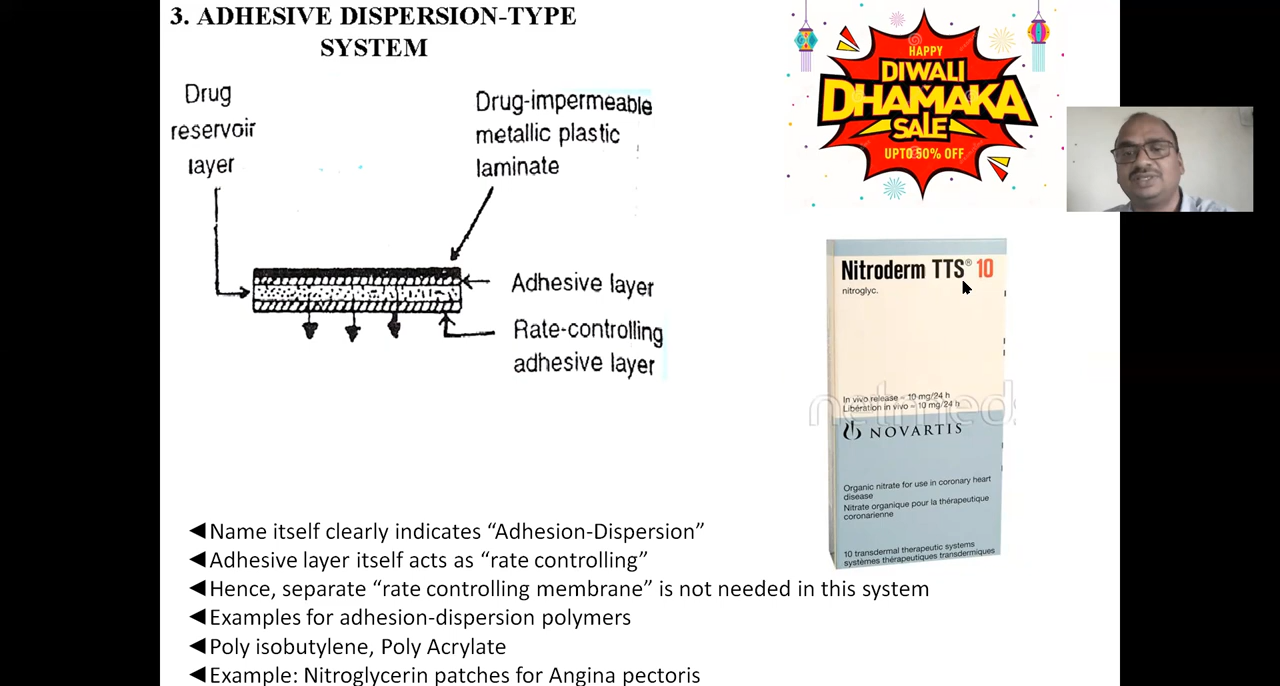 3. ADHESIVE DISPERSION-TYPE
SYSTEM
Drug
reservoir
layer
Drug-impermeable
metallic plastic
laminate
Adhesive layer
Rate-controlling
adhesive layer
HAPPY
DIWALI
DHAMAKA
SALE
UPTO 50% OFF
Nitroderm TTS® 10
nitroglyc.
In vivo release ~ 10 mg/24 h
Libération in vivo ~ 10 mg/24 h
netmeds
NOVARTIS
Organic nitrate for use in coronary heart
disease
Nitrate organique pour la thérapeutique
coronarienne
10 transdermal therapeutic systems
systèmes thérapeutiques transdermiques
◄Name itself clearly indicates “Adhesion-Dispersion”
◄Adhesive layer itself acts as “rate controlling”
◄Hence, separate “rate controlling membrane” is not needed in this system
◄Examples for adhesion-dispersion polymers
◄Poly isobutylene, Poly Acrylate
◄Example: Nitroglycerin patches for Angina pectoris